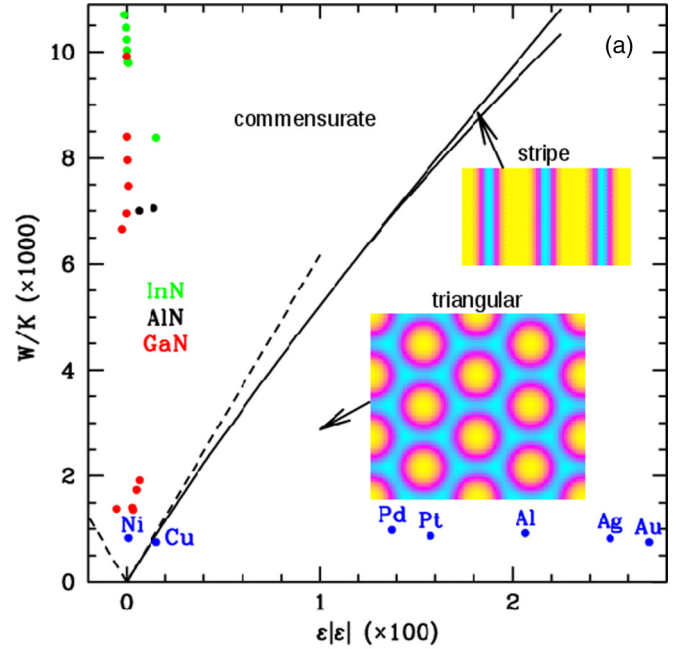 (a)
10
commensurate
stripe
8
6
InN
triangular
AlN
GaN
4
2
Ni
Cu
Pd
Pt
Al
Ag
Au
0
0
1
2
W/K (×1000)
ε|ε| (×100)